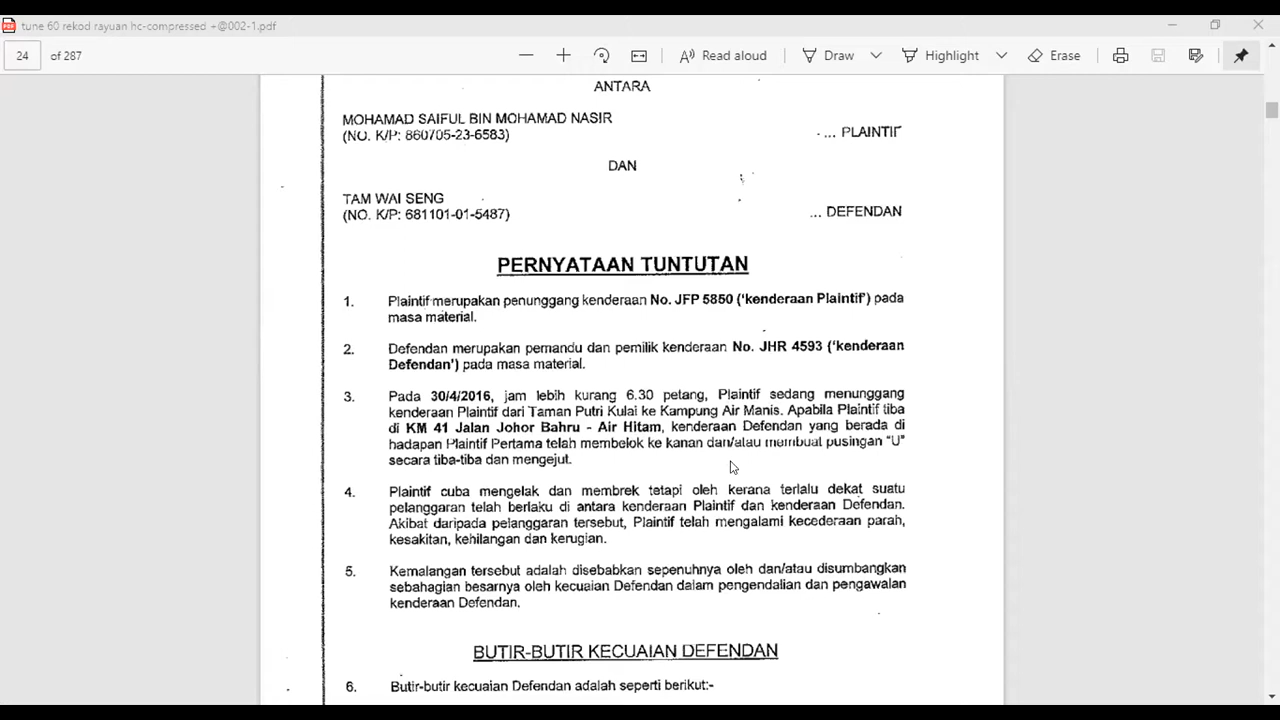 tune 60 rekod rayuan hc-compressed +@002-1.pdf
24 of 287
Read aloud
Draw
Highlight
Erase
ANTARA
MOHAMAD SAIFUL BIN MOHAMAD NASIR
(NO. K/P: 860705-23-6583) ... PLAINTIF
DAN
TAM WAI SENG
(NO. K/P: 681101-01-5487) ... DEFENDAN
PERNYATAAN TUNTUTAN
1. Plaintif merupakan penunggang kenderaan No. JFP 5850 ('kenderaan Plaintif') pada
masa material.
2. Defendan merupakan pemandu dan pemilik kenderaan No. JHR 4593 ('kenderaan
Defendan') pada masa material.
3. Pada 30/4/2016, jam lebih kurang 6.30 petang, Plaintif sedang menunggang
kenderaan Plaintif dari Taman Putri Kulai ke Kampung Air Manis. Apabila Plaintif tiba
di KM 41 Jalan Johor Bahru - Air Hitam, kenderaan Defendan yang berada di
hadapan Plaintif Pertama telah membelok ke kanan dan/atau membuat pusingan "U"
secara tiba-tiba dan mengejut.
4. Plaintif cuba mengelak dan membrek tetapi oleh kerana terlalu dekat suatu
pelanggaran telah berlaku di antara kenderaan Plaintif dan kenderaan Defendan.
Akibat daripada pelanggaran tersebut, Plaintif telah mengalami kecederaan parah,
kesakitan, kehilangan dan kerugian.
5. Kemalangan tersebut adalah disebabkan sepenuhnya oleh dan/atau disumbangkan
sebahagian besarnya oleh kecuaian Defendan dalam pengendalian dan pengawalan
kenderaan Defendan.
BUTIR-BUTIR KECUAIAN DEFENDAN
6. Butir-butir kecuaian Defendan adalah seperti berikut:-